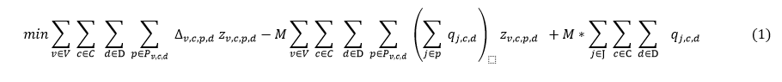 min ∑_{v∈V} ∑_{c∈C} ∑_{d∈D} ∑_{p∈P_{v,c,d}} Δ_{v,c,p,d} z_{v,c,p,d} − M ∑_{v∈V} ∑_{c∈C} ∑_{d∈D} ∑_{p∈P_{v,c,d}} (∑_{j∈p} q_{j,c,d}) z_{v,c,p,d} + M * ∑_{j∈J} ∑_{c∈C} ∑_{d∈D} q_{j,c,d} (1)